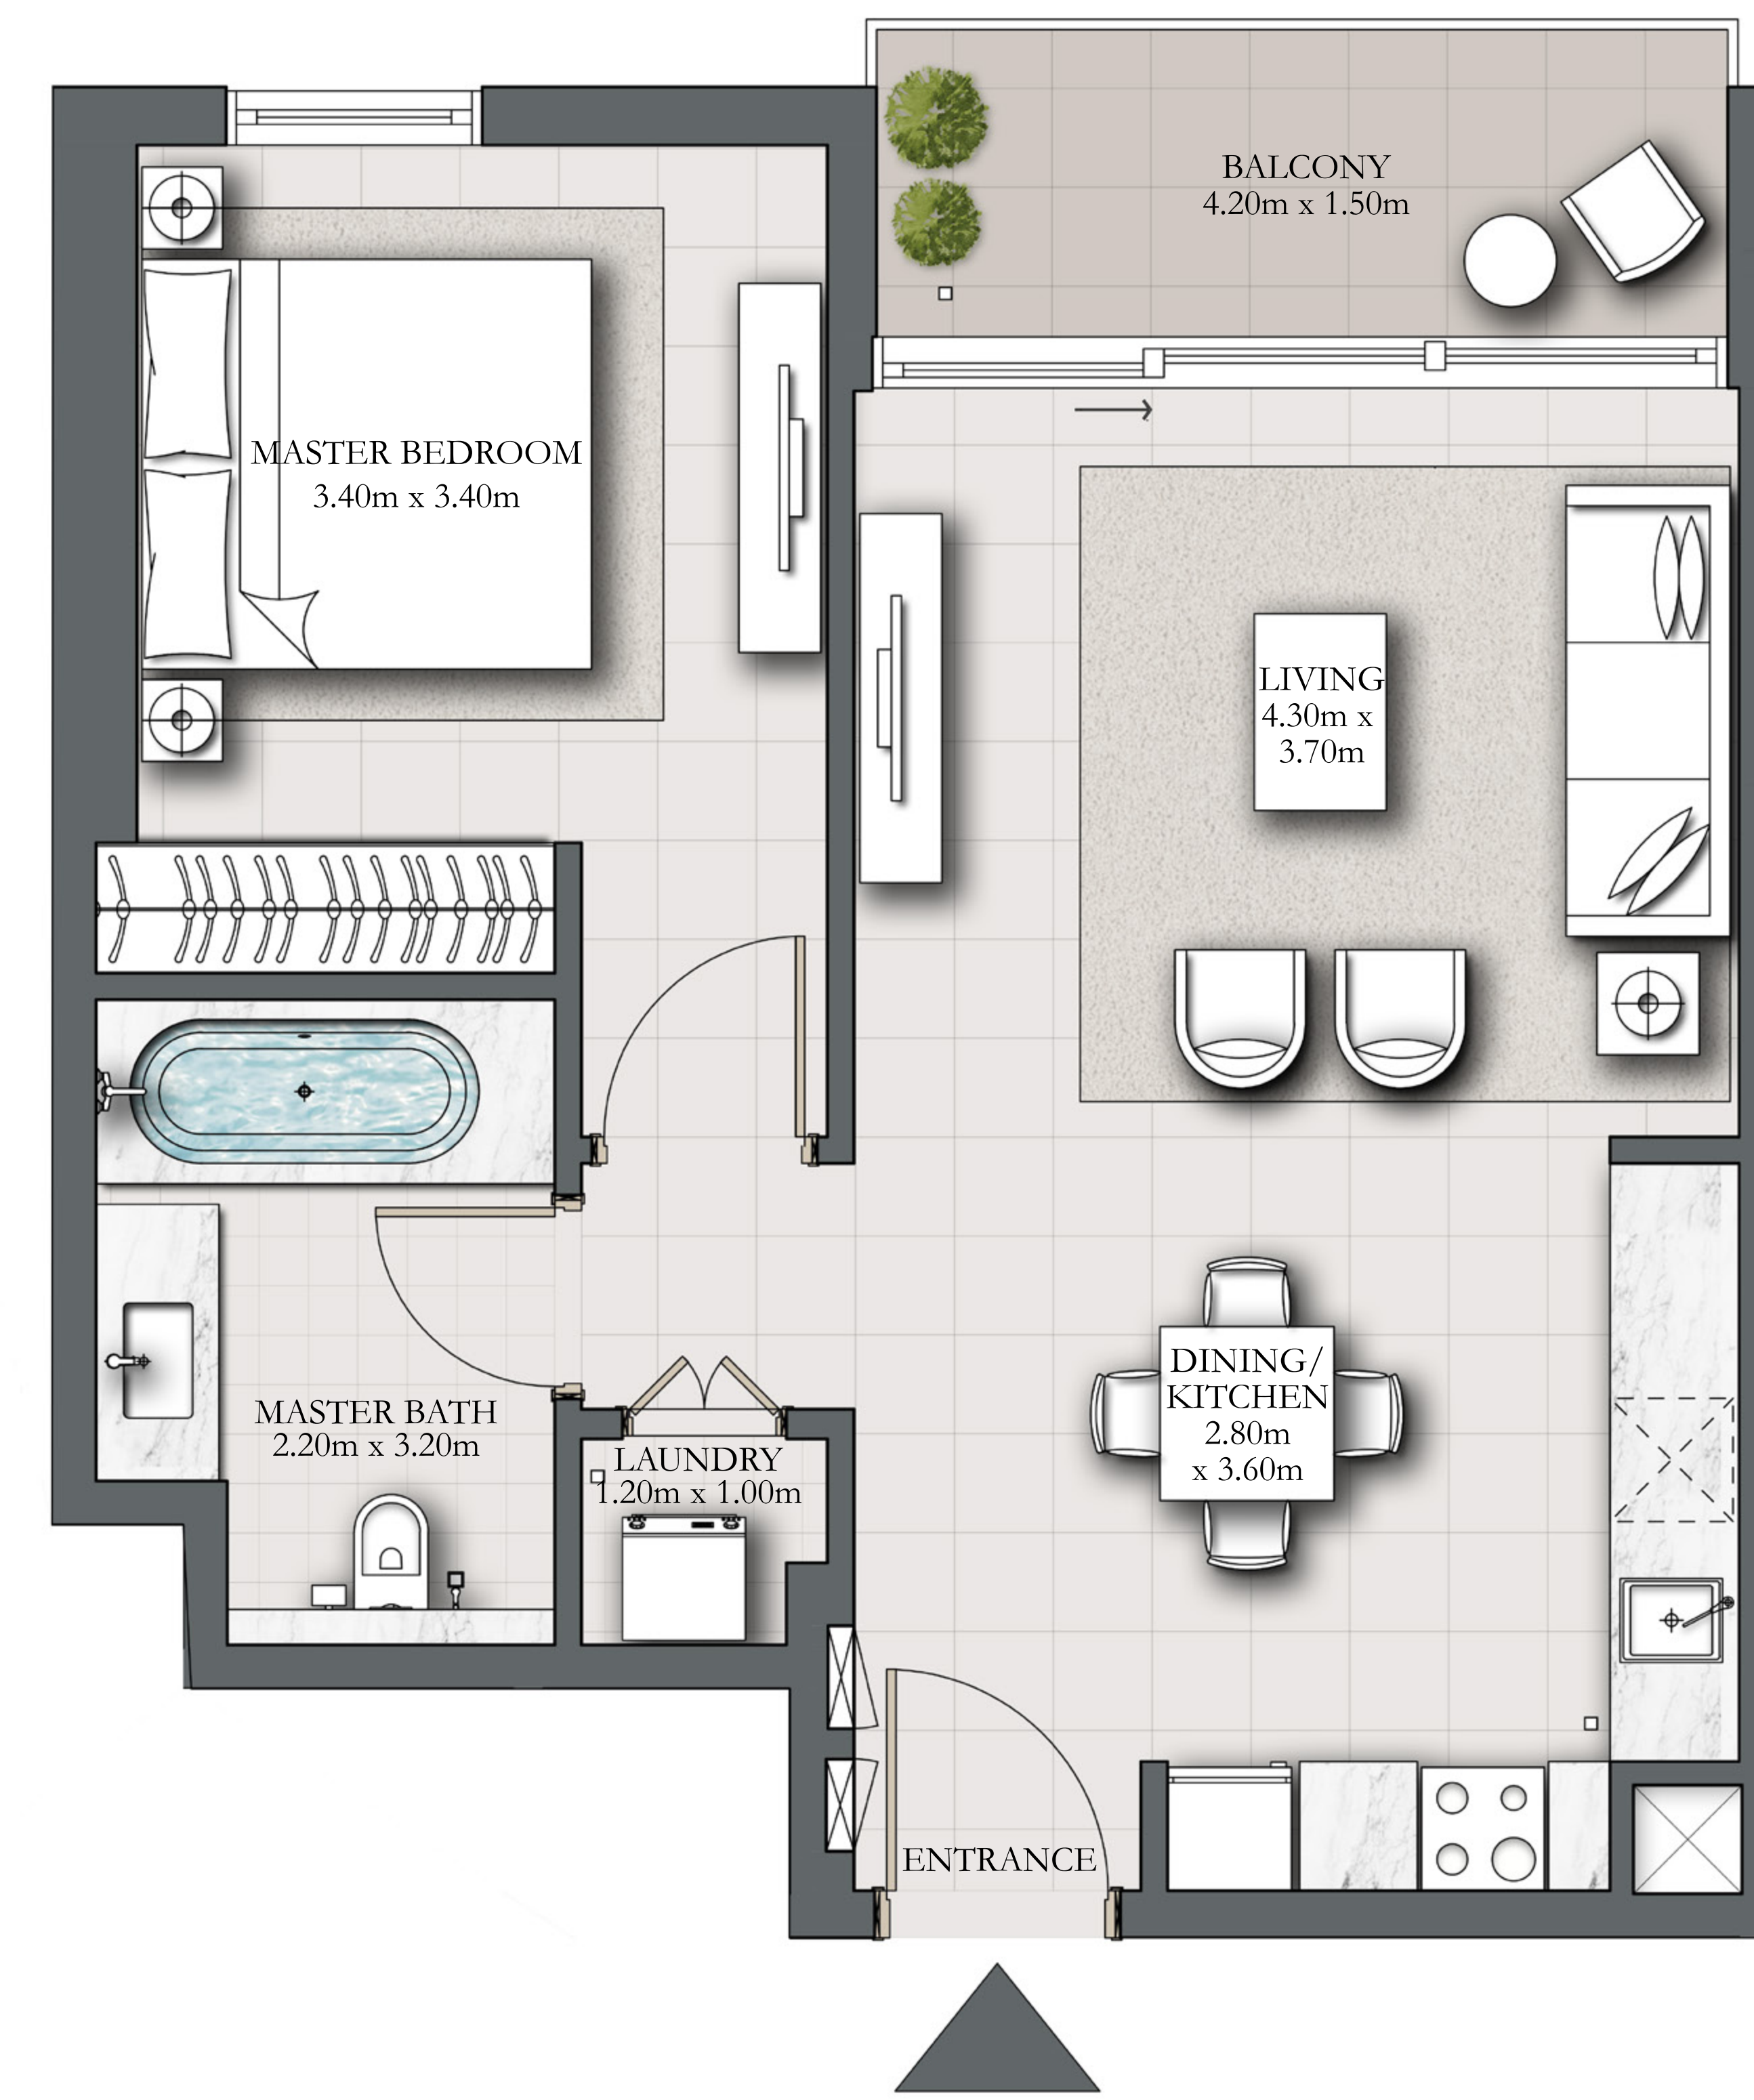 BALCONY
4.20m x 1.50m
MASTER BEDROOM
3.40m x 3.40m
LIVING
4.30m x
3.70m
DINING/
KITCHEN
2.80m
x 3.60m
MASTER BATH
2.20m x 3.20m
LAUNDRY
1.20m x 1.00m
ENTRANCE